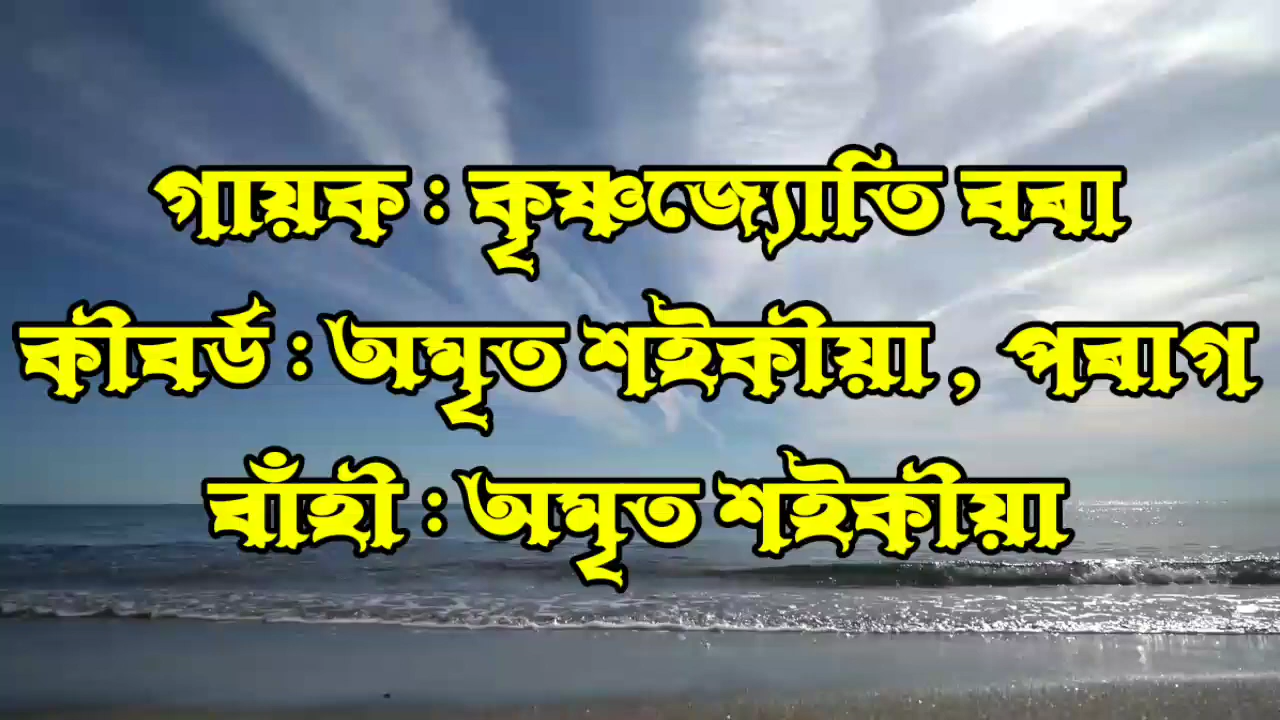 গায়ক : কৃষ্ণজ্যোতি বৰা
কীবৰ্ড : অমৃত শইকীয়া , পৰাগ
বাঁহী : অমৃত শইকীয়া